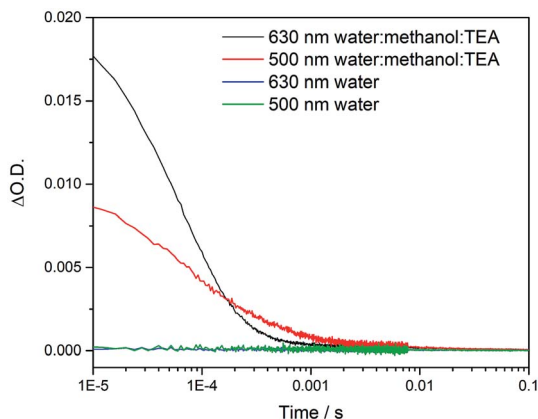 0.020
0.015
0.010
0.005
0.000
ΔO.D.
630 nm water:methanol:TEA
500 nm water:methanol:TEA
630 nm water
500 nm water
1E-5 1E-4 0.001 0.01 0.1
Time / s